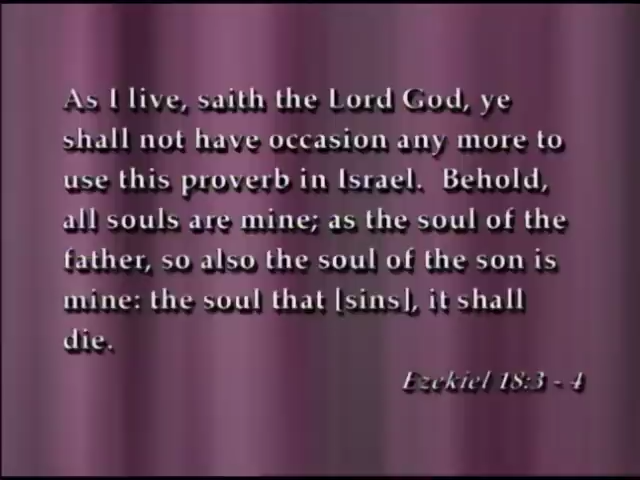 As I live, saith the Lord God, ye
shall not have occasion any more to
use this proverb in Israel.  Behold,
all souls are mine; as the soul of the
father, so also the soul of the son is
mine: the soul that [sins], it shall
die.
Ezekiel 18:3 - 4